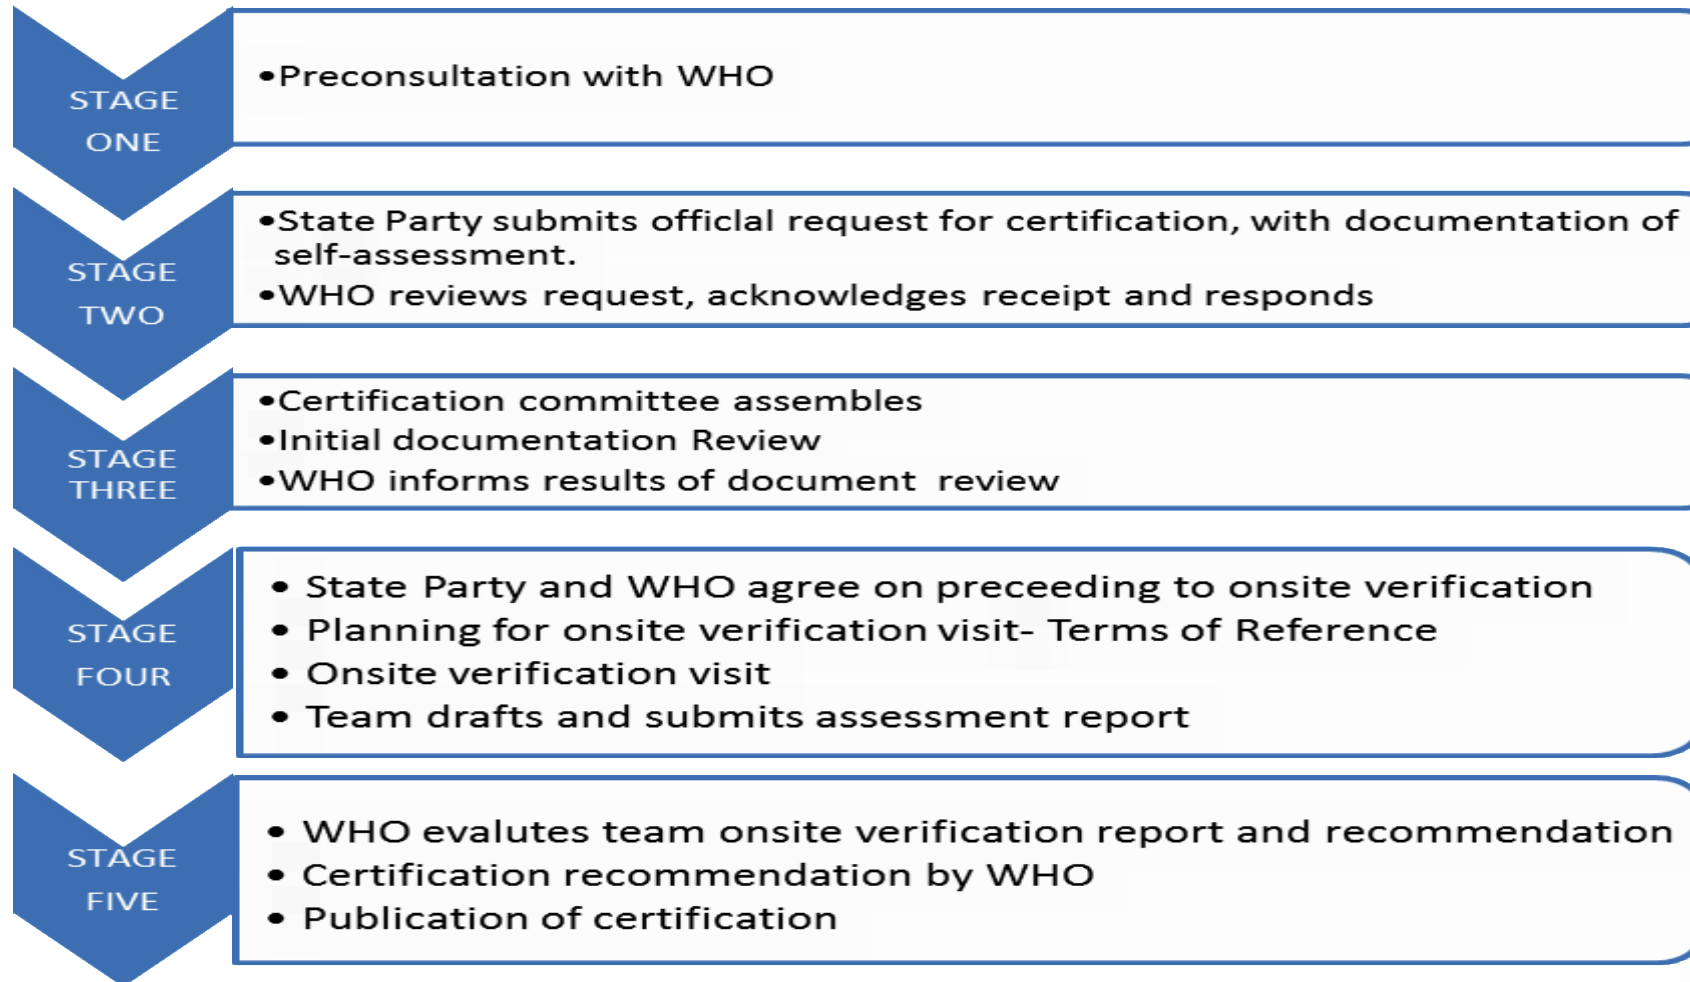 STAGE
ONE
•Preconsultation with WHO
STAGE
TWO
•State Party submits officlal request for certification, with documentation of
self-assessment.
•WHO reviews request, acknowledges receipt and responds
STAGE
THREE
•Certification committee assembles
•Initial documentation Review
•WHO informs results of document  review
STAGE
FOUR
• State Party and WHO agree on preceeding to onsite verification
• Planning for onsite verification visit- Terms of Reference
• Onsite verification visit
• Team drafts and submits assessment report
STAGE
FIVE
• WHO evalutes team onsite verification report and recommendation
• Certification recommendation by WHO
• Publication of certification